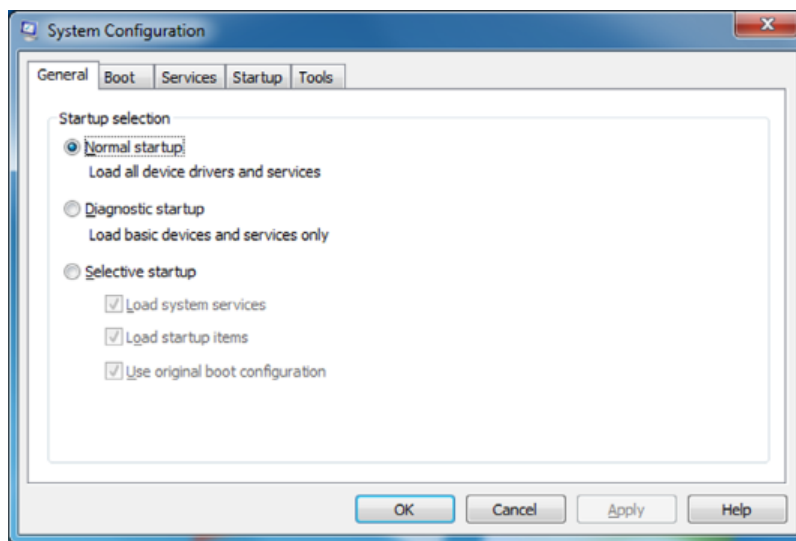 System Configuration
General Boot Services Startup Tools
Startup selection
Normal startup
Load all device drivers and services
Diagnostic startup
Load basic devices and services only
Selective startup
Load system services
Load startup items
Use original boot configuration
OK Cancel Apply Help